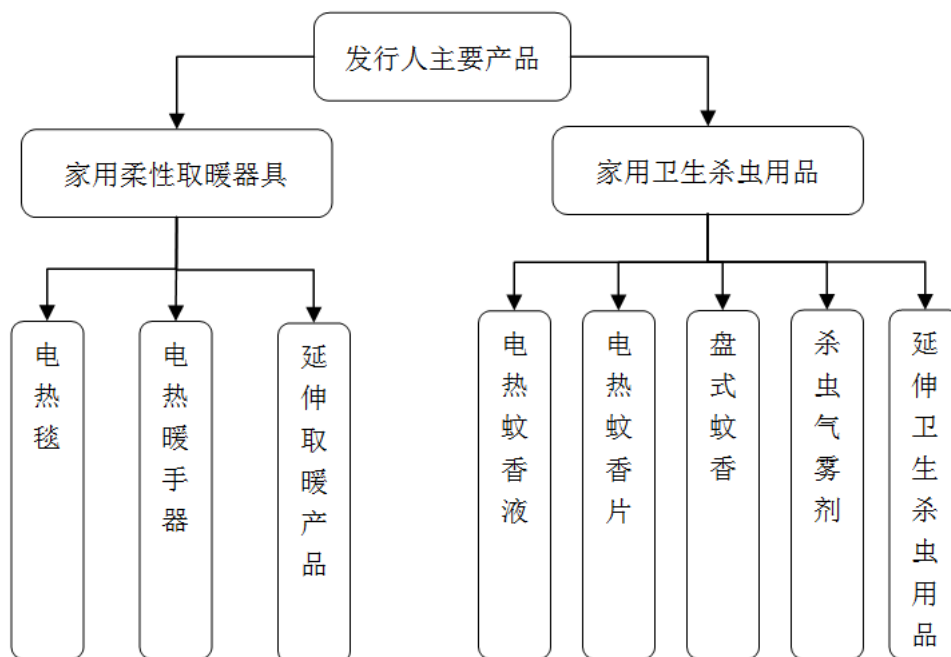 发行人主要产品
家用柔性取暖器具
家用卫生杀虫用品
电热毯
电热暖手器
延伸取暖产品
电热蚊香液
电热蚊香片
盘式蚊香
杀虫气雾剂
延伸卫生杀虫用品